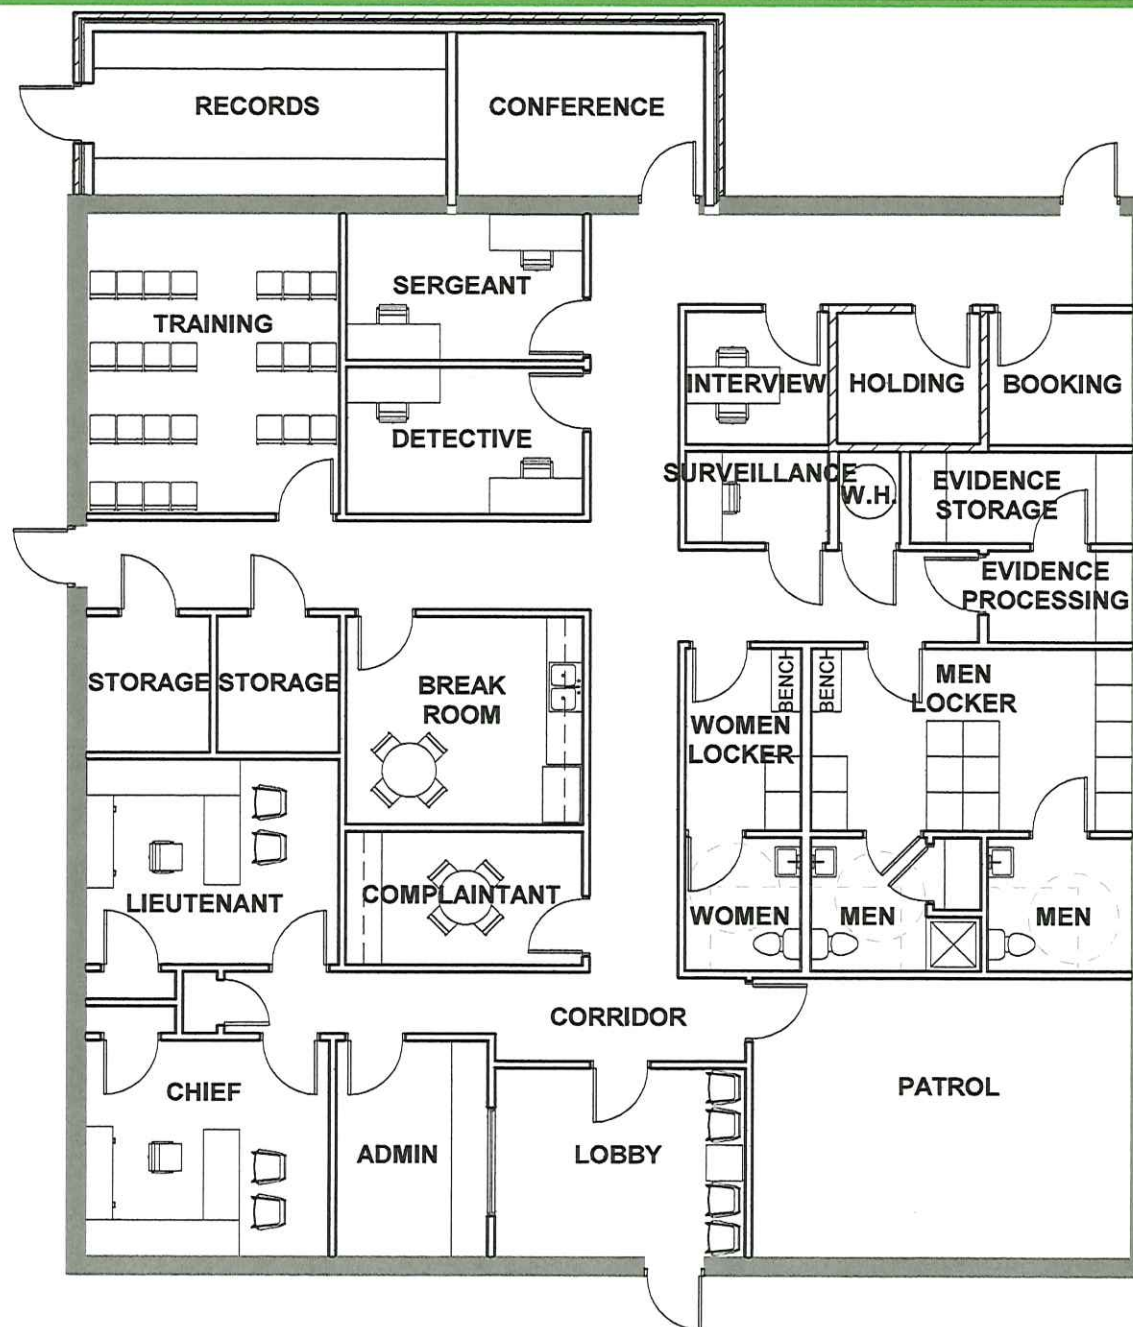 RECORDS
CONFERENCE
TRAINING
SERGEANT
DETECTIVE
INTERVIEW
HOLDING
BOOKING
SURVEILLANCE
W.H.
EVIDENCE
STORAGE
EVIDENCE
PROCESSING
STORAGE
STORAGE
BREAK
ROOM
BENCH
BENCH
WOMEN
LOCKER
MEN
LOCKER
LIEUTENANT
COMPLAINTANT
WOMEN
MEN
MEN
CORRIDOR
CHIEF
ADMIN
LOBBY
PATROL